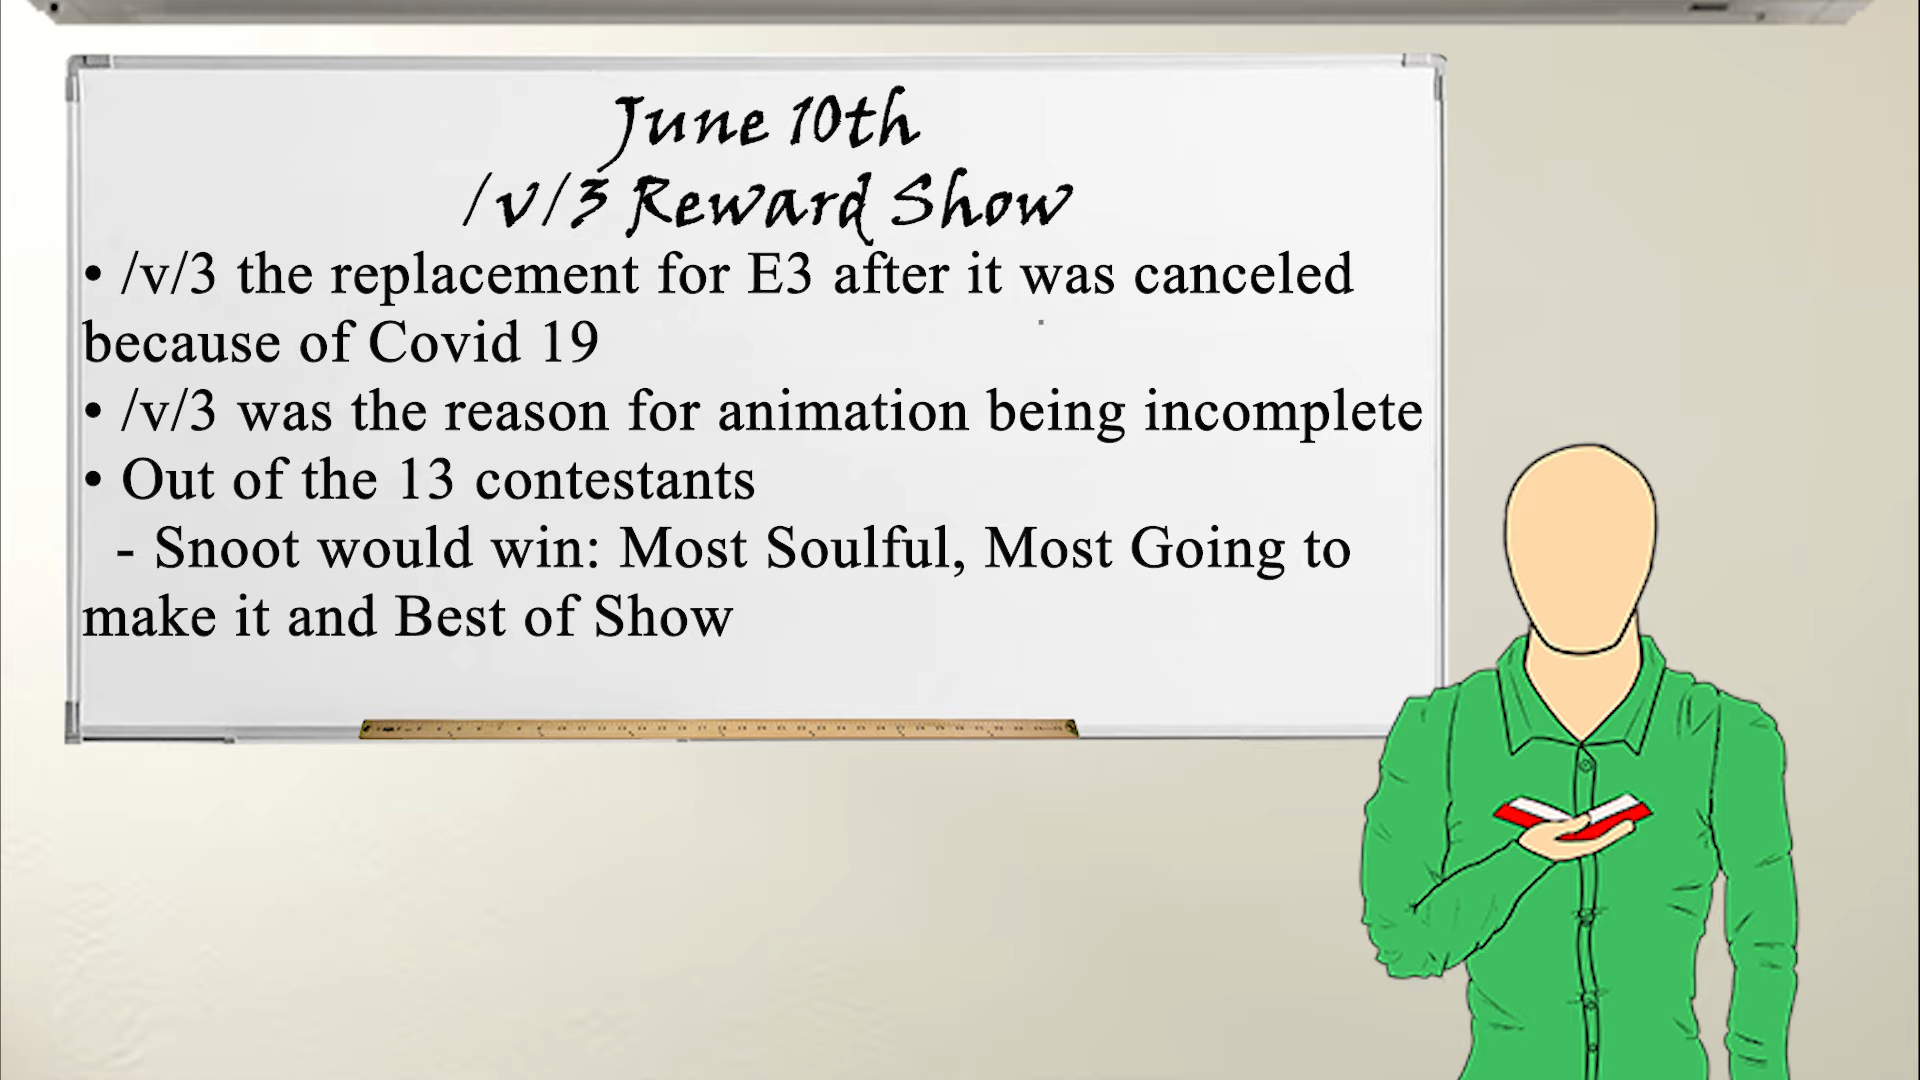 June 10th
/v/3 Reward Show
• /v/3 the replacement for E3 after it was canceled
because of Covid 19
• /v/3 was the reason for animation being incomplete
• Out of the 13 contestants
- Snoot would win: Most Soulful, Most Going to
make it and Best of Show